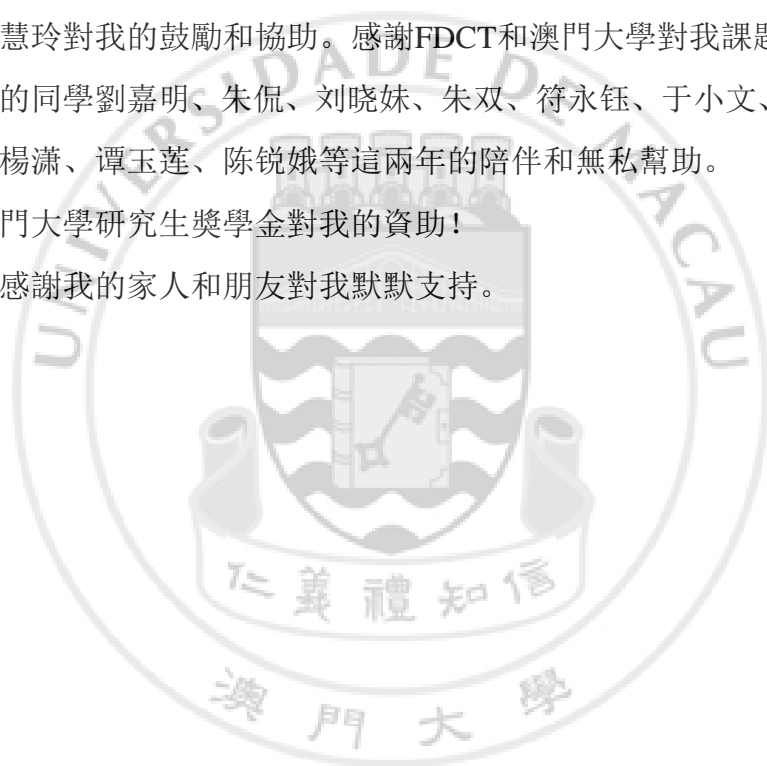 慧玲對我的鼓勵和協助。感謝FDCT和澳門大學對我課題
的同學劉嘉明、朱侃、刘晓妹、朱双、符永钰、于小文、
楊潇、谭玉莲、陈锐娥等這兩年的陪伴和無私幫助。
門大學研究生獎學金對我的資助！
感謝我的家人和朋友對我默默支持。
UNIVERSIDADE DE MACAU
仁義禮知信
澳門大學